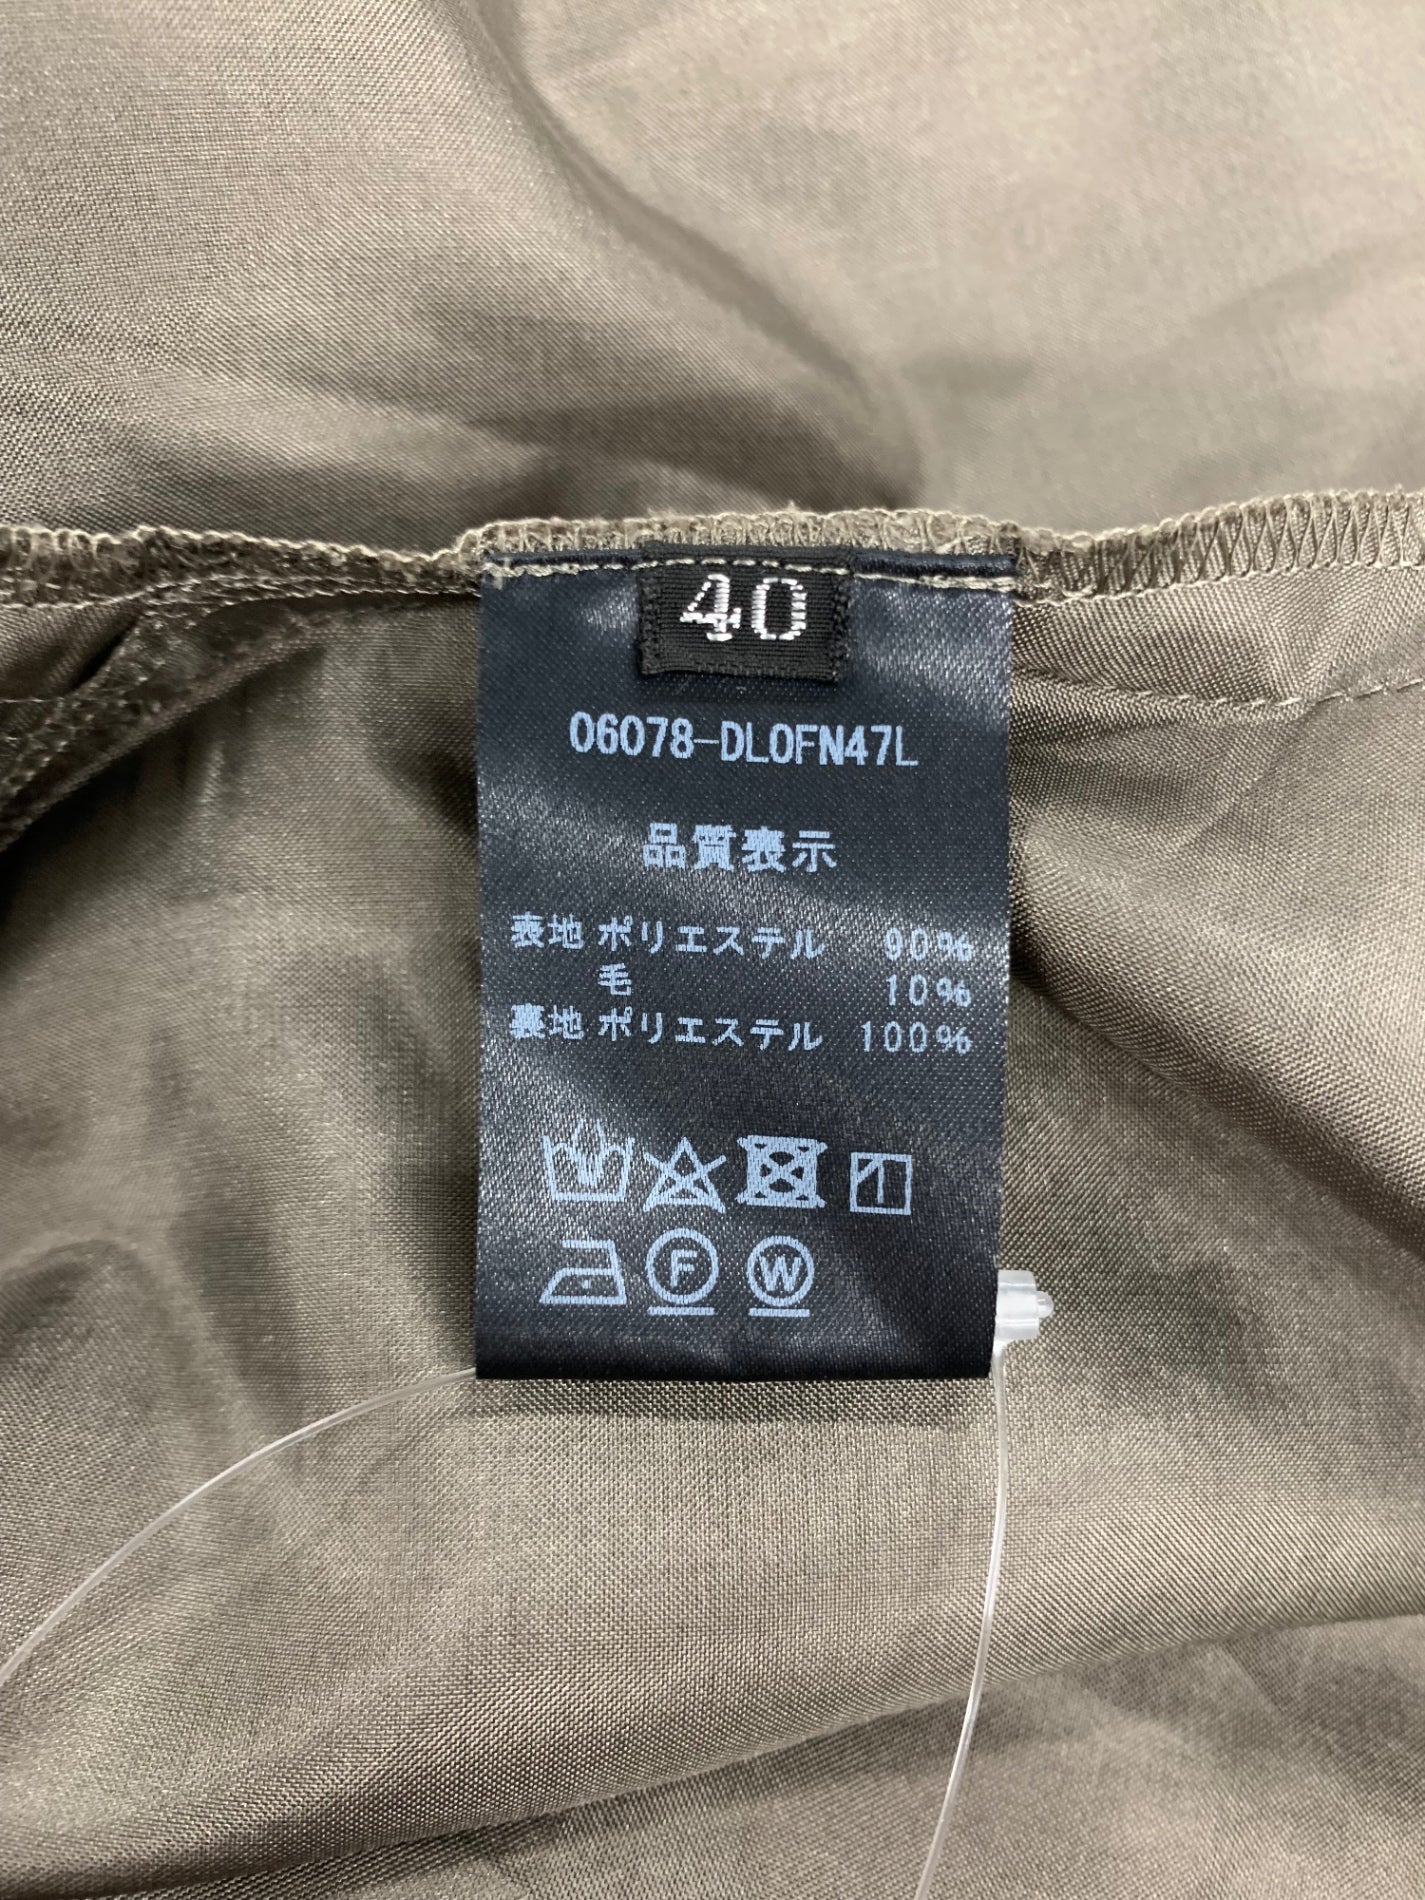 40
06078-DL0FN47L
品質表示
表地 ポリエステル 90%
毛 10%
裏地 ポリエステル 100%
F W